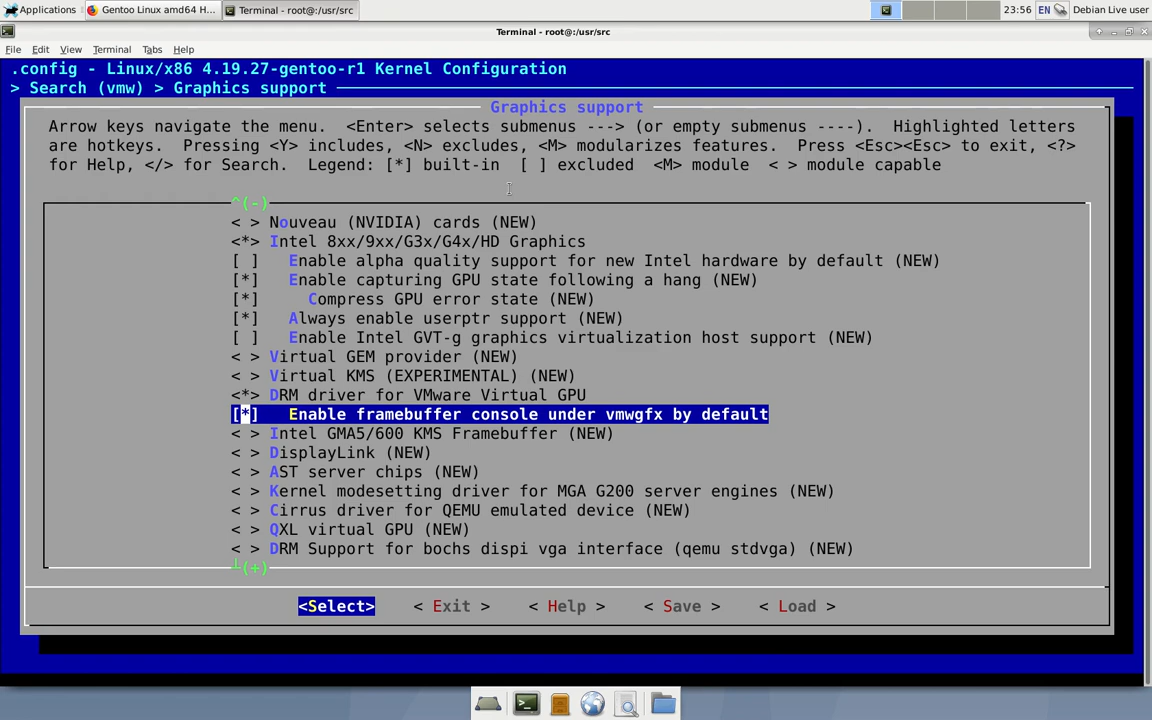 Applications Gentoo Linux amd64 H... Terminal - root@:/usr/src 23:56 EN Debian Live user
Terminal - root@:/usr/src
File Edit View Terminal Tabs Help
.config - Linux/x86 4.19.27-gentoo-r1 Kernel Configuration
> Search (vmw) > Graphics support
Graphics support
Arrow keys navigate the menu. <Enter> selects submenus ---> (or empty submenus ----). Highlighted letters
are hotkeys. Pressing <Y> includes, <N> excludes, <M> modularizes features. Press <Esc><Esc> to exit, <?>
for Help, </> for Search. Legend: [*] built-in [ ] excluded <M> module < > module capable
^(-)
< > Nouveau (NVIDIA) cards (NEW)
<*> Intel 8xx/9xx/G3x/G4x/HD Graphics
[ ] Enable alpha quality support for new Intel hardware by default (NEW)
[*] Enable capturing GPU state following a hang (NEW)
[*] Compress GPU error state (NEW)
[*] Always enable userptr support (NEW)
[ ] Enable Intel GVT-g graphics virtualization host support (NEW)
< > Virtual GEM provider (NEW)
< > Virtual KMS (EXPERIMENTAL) (NEW)
<*> DRM driver for VMware Virtual GPU
[*] Enable framebuffer console under vmwgfx by default
< > Intel GMA5/600 KMS Framebuffer (NEW)
< > DisplayLink (NEW)
< > AST server chips (NEW)
< > Kernel modesetting driver for MGA G200 server engines (NEW)
< > Cirrus driver for QEMU emulated device (NEW)
< > QXL virtual GPU (NEW)
< > DRM Support for bochs dispi vga interface (qemu stdvga) (NEW)
┴(+)
<Select> < Exit > < Help > < Save > < Load >